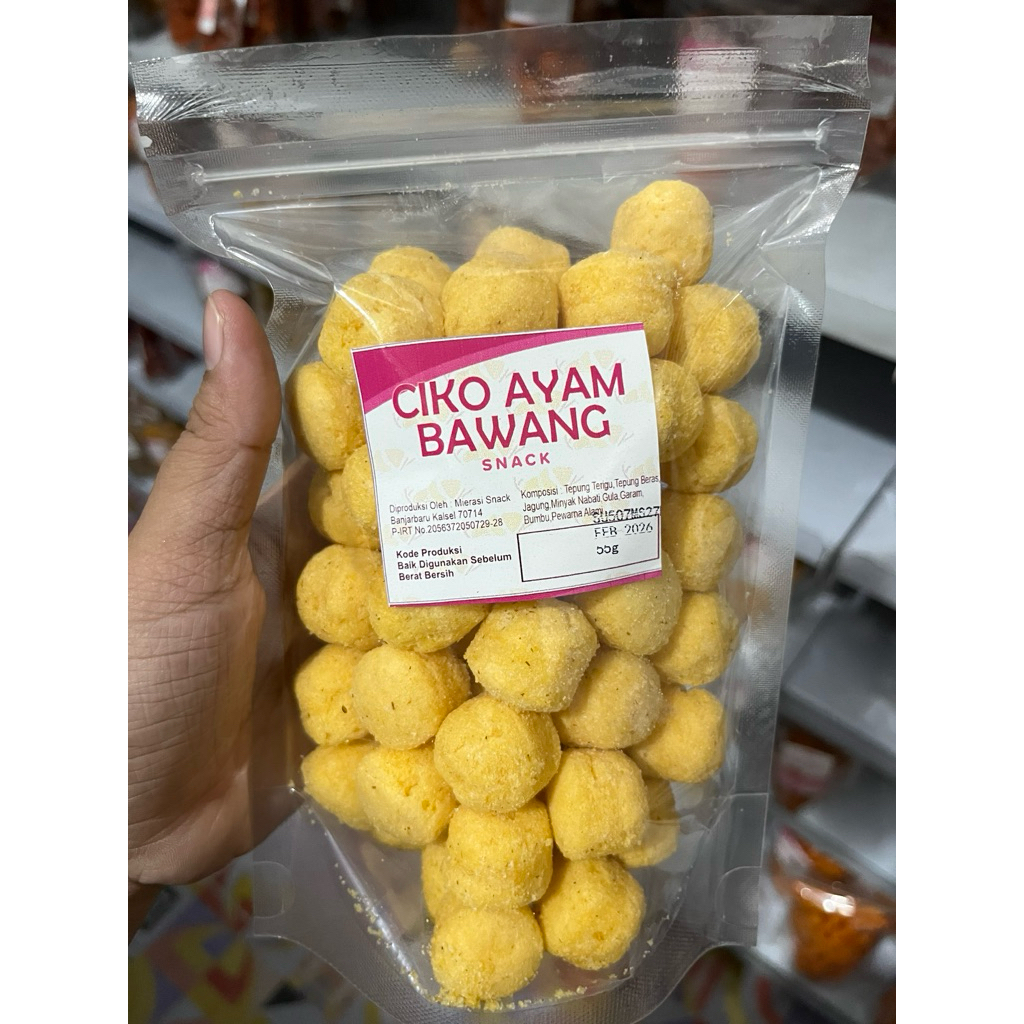 CIKO AYAM
BAWANG
SNACK
Diproduksi Oleh : Mierasi Snack
Banjarbaru Kalsel 70714
P-IRT No.2056372050729-28
Komposisi : Tepung Terigu,Tepung Beras,
Jagung,Minyak Nabati,Gula,Garam,
Bumbu,Pewarna Alami
Kode Produksi
Baik Digunakan Sebelum
Berat Bersih
FEB 2026
55g